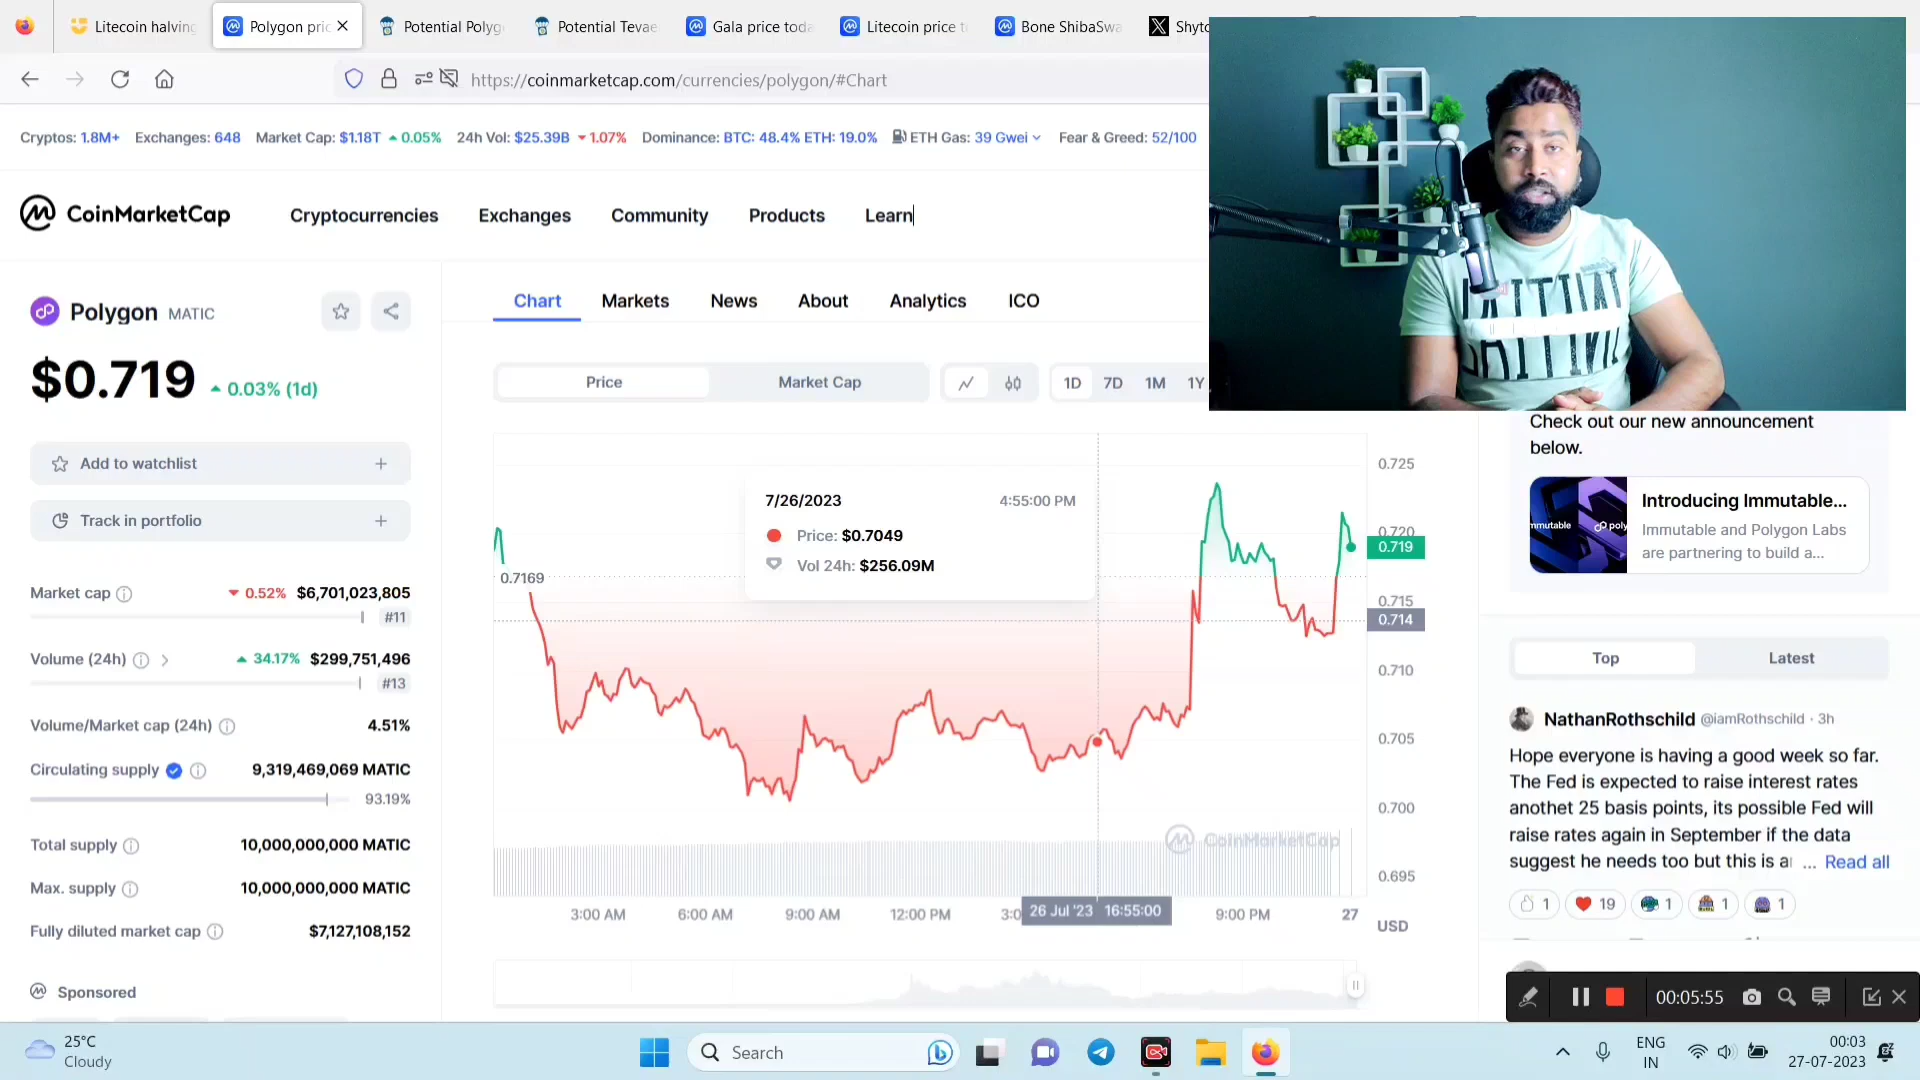 Litecoin halving
Polygon pric
Potential Polyg
Potential Tevae
Gala price toda
Litecoin price t
Bone ShibaSwa
Shyto
https://coinmarketcap.com/currencies/polygon/#Chart
Cryptos: 1.8M+ Exchanges: 648 Market Cap: $1.18T 0.05% 24h Vol: $25.39B 1.07% Dominance: BTC: 48.4% ETH: 19.0% ETH Gas: 39 Gwei Fear & Greed: 52/100
CoinMarketCap
Cryptocurrencies Exchanges Community Products Learn
Polygon MATIC
$0.719 0.03% (1d)
Add to watchlist
Track in portfolio
Market cap 0.52% $6,701,023,805
#11
Volume (24h) 34.17% $299,751,496
#13
Volume/Market cap (24h) 4.51%
Circulating supply 9,319,469,069 MATIC
93.19%
Total supply 10,000,000,000 MATIC
Max. supply 10,000,000,000 MATIC
Fully diluted market cap $7,127,108,152
Sponsored
Chart Markets News About Analytics ICO
Price Market Cap 1D 7D 1M 1Y
7/26/2023 4:55:00 PM
Price: $0.7049
Vol 24h: $256.09M
0.7169
0.725
0.720
0.719
0.715
0.714
0.710
0.705
0.700
0.695
CoinMarketCap
3:00 AM 6:00 AM 9:00 AM 12:00 PM 3:0 26 Jul '23 16:55:00 9:00 PM 27
USD
Check out our new announcement
below.
Introducing Immutable...
Immutable and Polygon Labs
are partnering to build a...
Top Latest
NathanRothschild @iamRothschild · 3h
Hope everyone is having a good week so far.
The Fed is expected to raise interest rates
anothet 25 basis points, its possible Fed will
raise rates again in September if the data
suggest he needs too but this is a ... Read all
1 19 1 1 1
00:05:55
25°C
Cloudy
Search
ENG
IN
00:03
27-07-2023